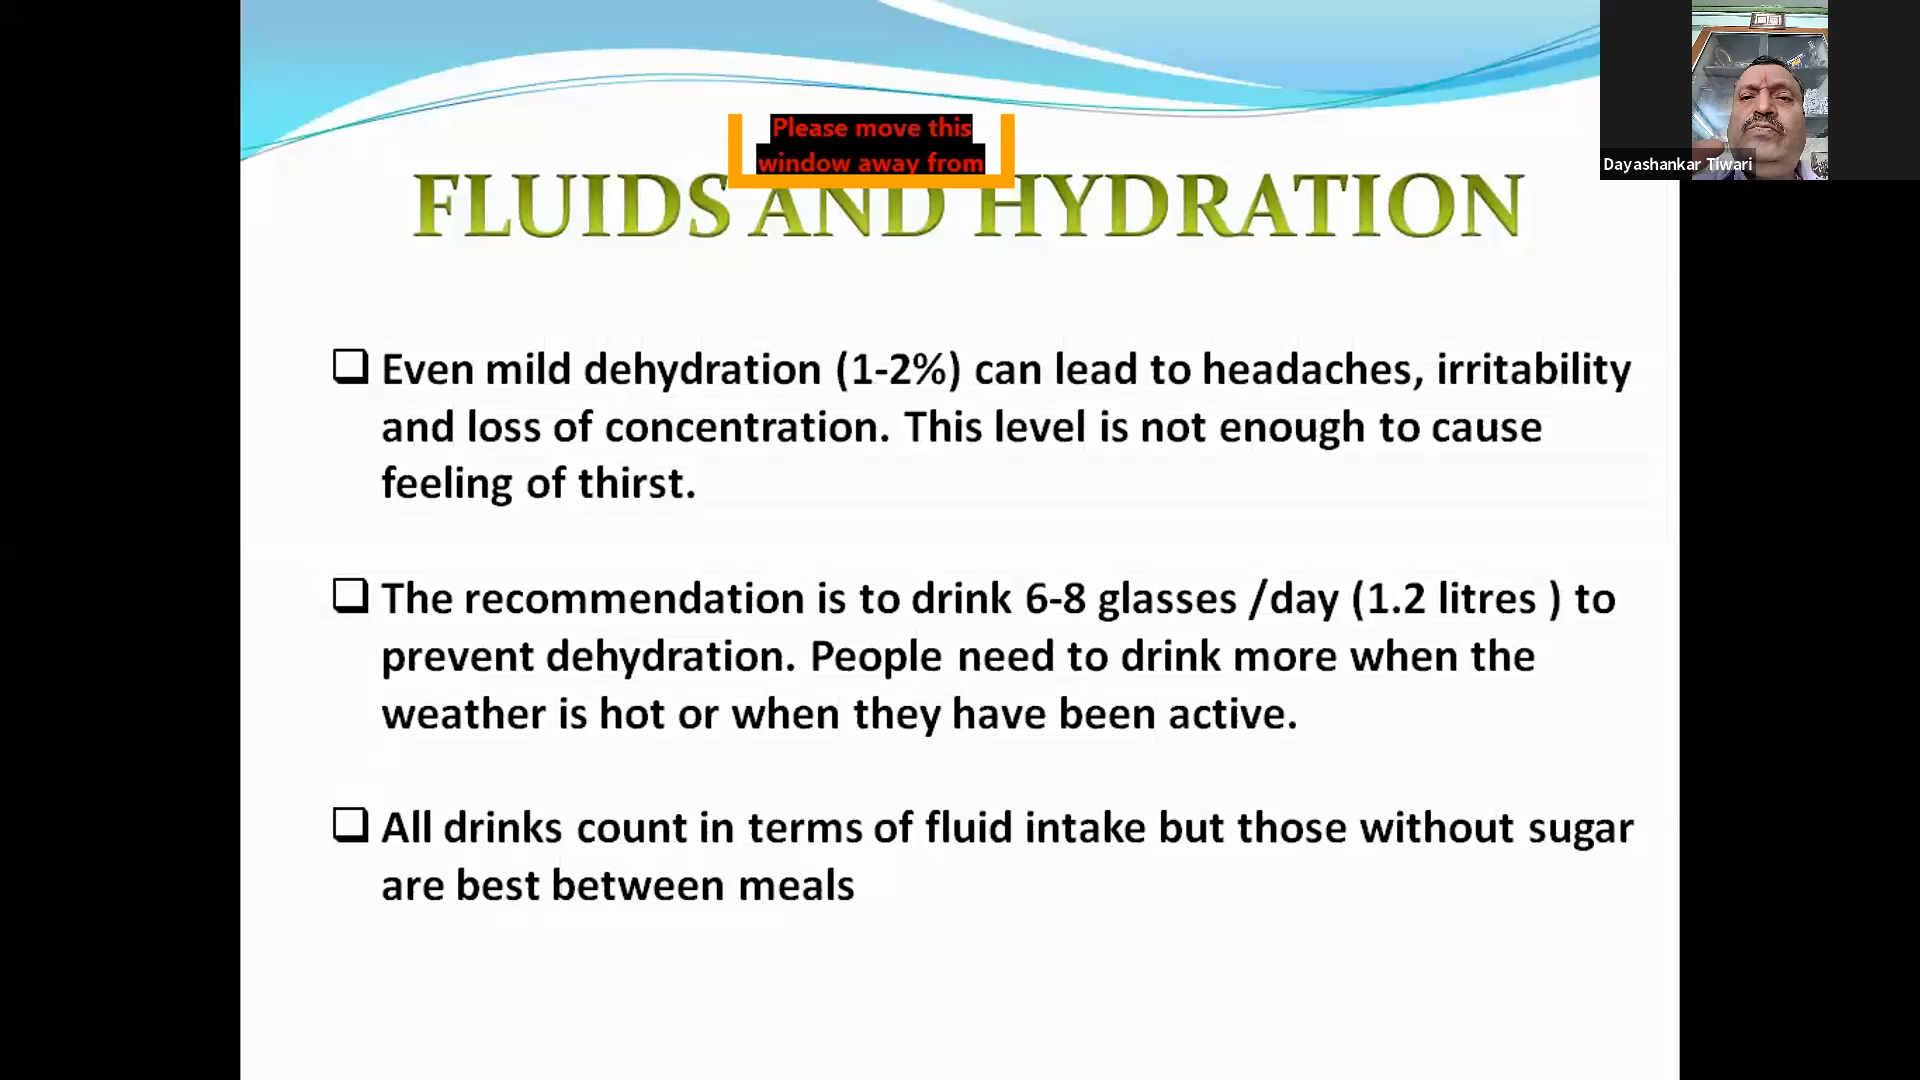 Please move this
window away from
Dayashankar Tiwari
FLUIDS AND HYDRATION
Even mild dehydration (1-2%) can lead to headaches, irritability
and loss of concentration. This level is not enough to cause
feeling of thirst.
The recommendation is to drink 6-8 glasses /day (1.2 litres ) to
prevent dehydration. People need to drink more when the
weather is hot or when they have been active.
All drinks count in terms of fluid intake but those without sugar
are best between meals